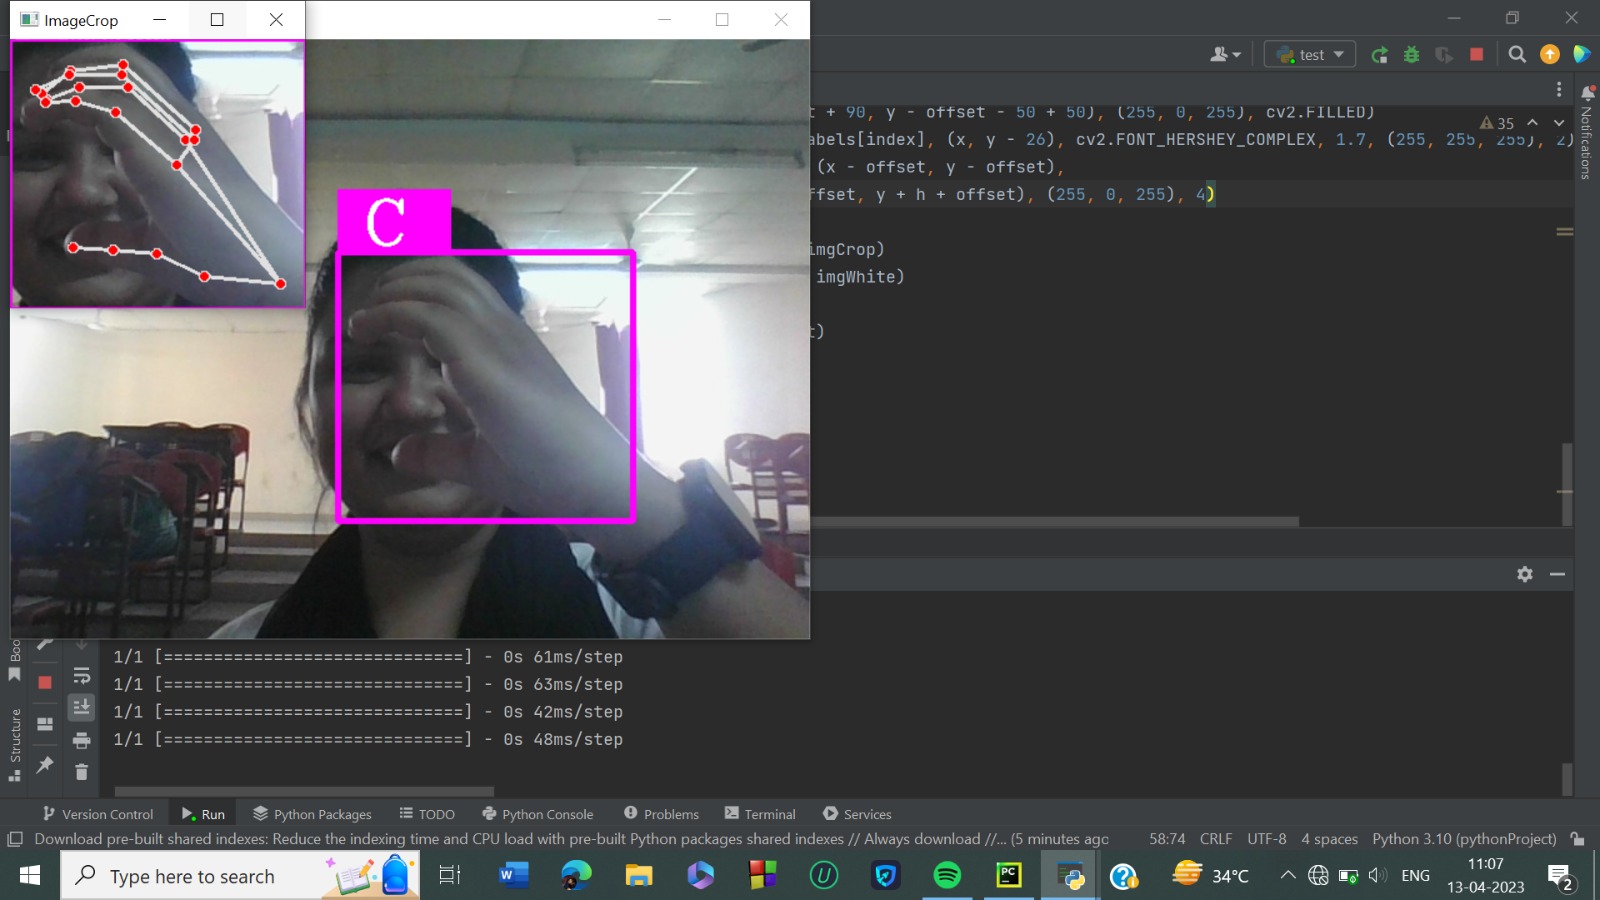 ImageCrop
test
t + 90, y - offset - 50 + 50), (255, 0, 255), cv2.FILLED)
35
abels[index], (x, y - 26), cv2.FONT_HERSHEY_COMPLEX, 1.7, (255, 255, 255), 2)
(x - offset, y - offset),
ffset, y + h + offset), (255, 0, 255), 4)
imgCrop)
imgWhite)
t)
Notifications
C
Boo
Structure
1/1 [==============================] - 0s 61ms/step
1/1 [==============================] - 0s 63ms/step
1/1 [==============================] - 0s 42ms/step
1/1 [==============================] - 0s 48ms/step
Version Control
Run
Python Packages
TODO
Python Console
Problems
Terminal
Services
Download pre-built shared indexes: Reduce the indexing time and CPU load with pre-built Python packages shared indexes // Always download //... (5 minutes ago
58:74 CRLF UTF-8 4 spaces Python 3.10 (pythonProject)
Type here to search
W
U
PC
34°C
ENG
11:07
13-04-2023
2